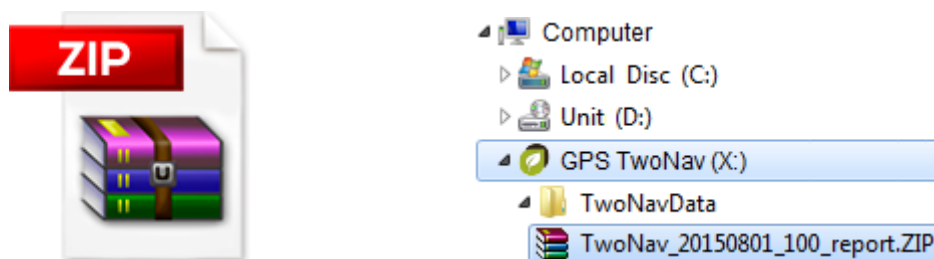 ZIP
U
Computer
Local Disc (C:)
Unit (D:)
GPS TwoNav (X:)
TwoNavData
TwoNav_20150801_100_report.ZIP